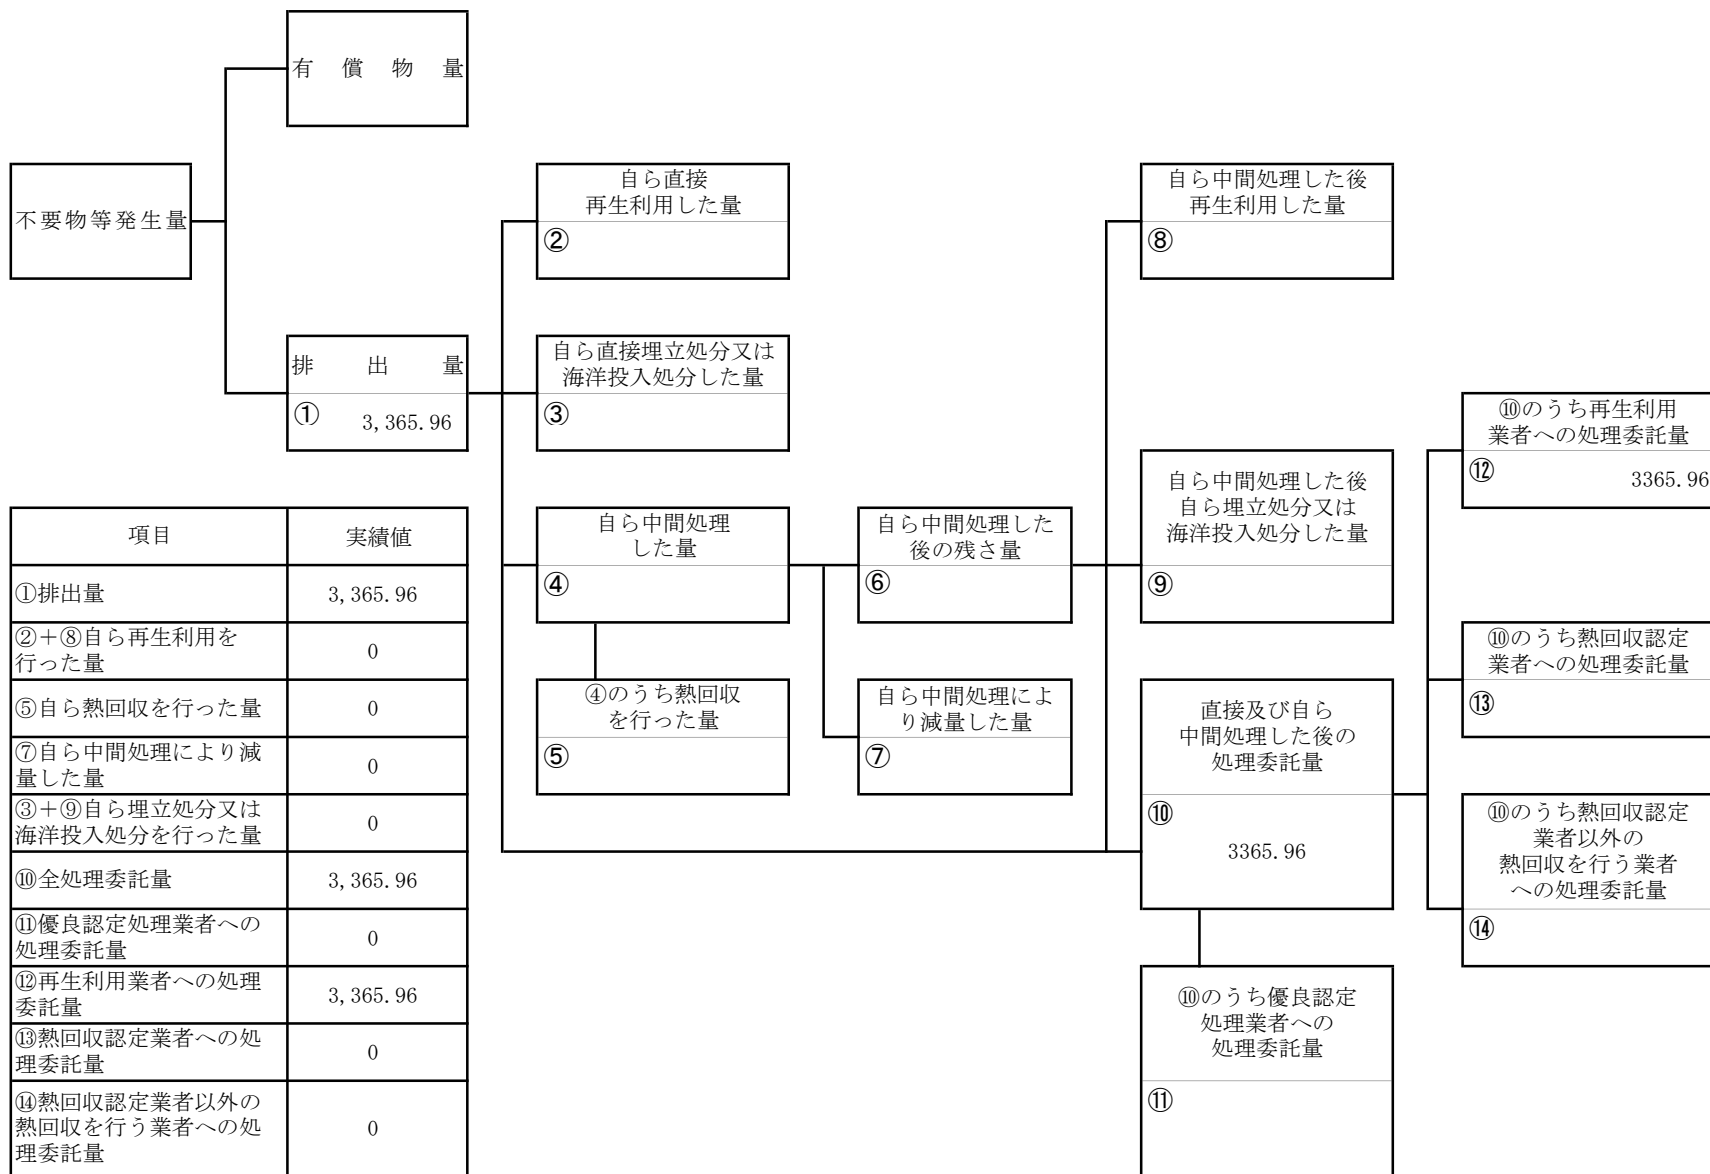 有償物量
不要物等発生量
排出量
① 3,365.96
自ら直接
再生利用した量
②
自ら直接埋立処分又は
海洋投入処分した量
③
自ら中間処理
した量
④
④のうち熱回収
を行った量
⑤
自ら中間処理した
後の残さ量
⑥
自ら中間処理によ
り減量した量
⑦
自ら中間処理した後
再生利用した量
⑧
自ら中間処理した後
自ら埋立処分又は
海洋投入処分した量
⑨
直接及び自ら
中間処理した後の
処理委託量
⑩
3365.96
⑩のうち優良認定
処理業者への
処理委託量
⑪
⑩のうち再生利用
業者への処理委託量
⑫ 3365.96
⑩のうち熱回収認定
業者への処理委託量
⑬
⑩のうち熱回収認定
業者以外の
熱回収を行う業者
への処理委託量
⑭
項目 実績値
①排出量 3,365.96
②+⑧自ら再生利用を
行った量 0
⑤自ら熱回収を行った量 0
⑦自ら中間処理により減
量した量 0
③+⑨自ら埋立処分又は
海洋投入処分を行った量 0
⑩全処理委託量 3,365.96
⑪優良認定処理業者への
処理委託量 0
⑫再生利用業者への処理
委託量 3,365.96
⑬熱回収認定業者への処
理委託量 0
⑭熱回収認定業者以外の
熱回収を行う業者への処
理委託量 0